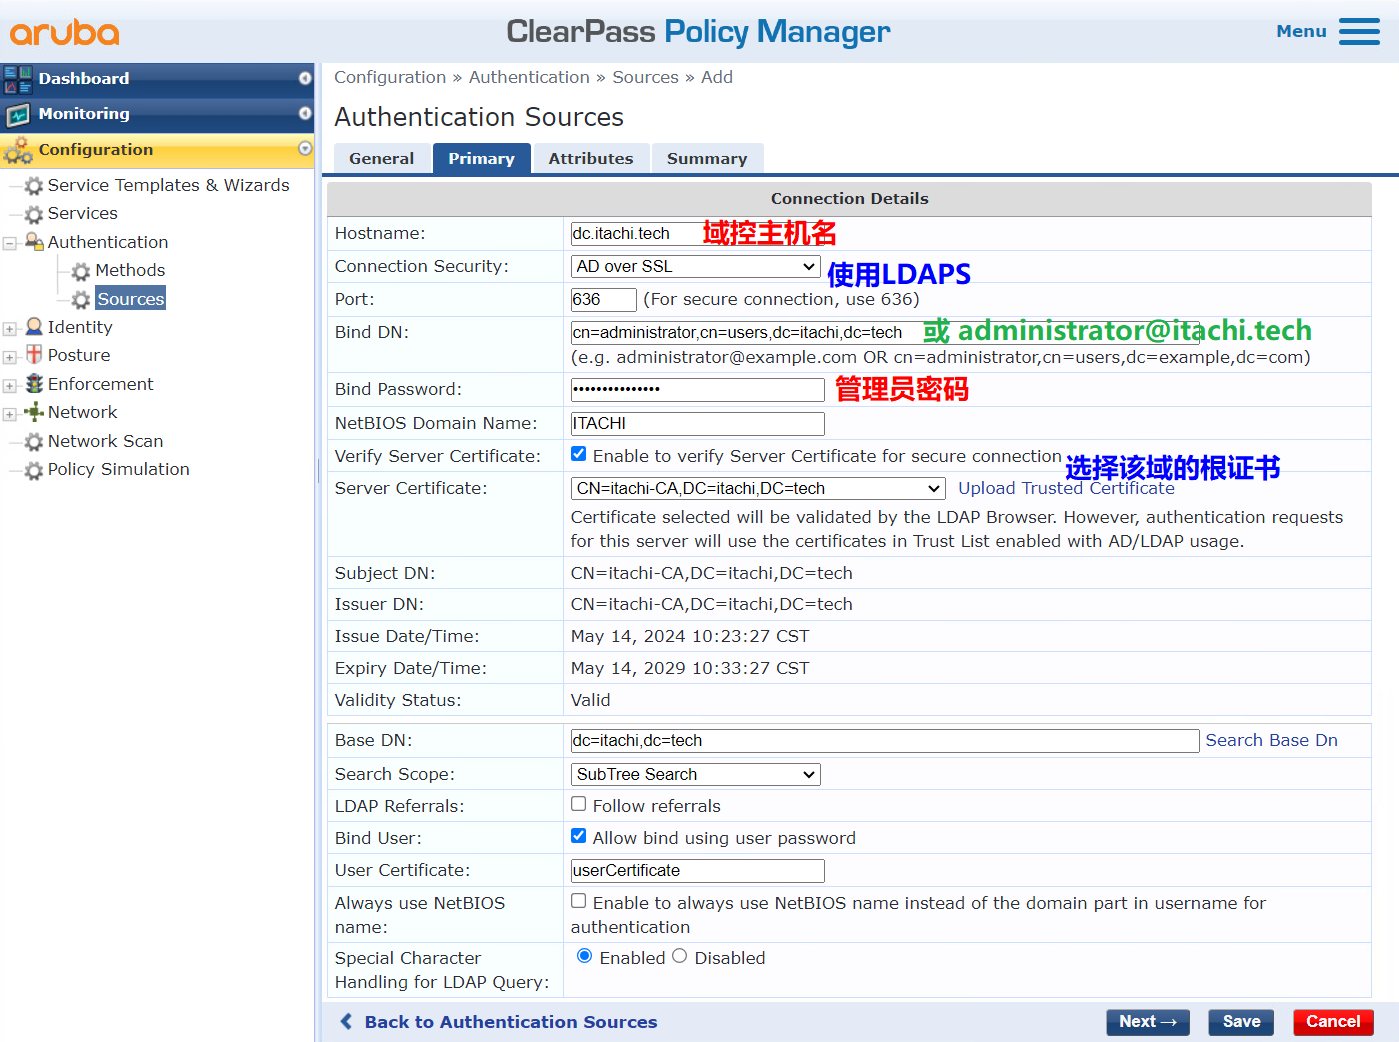 aruba
ClearPass Policy Manager
Menu
Dashboard
Monitoring
Configuration
Service Templates & Wizards
Services
Authentication
Methods
Sources
Identity
Posture
Enforcement
Network
Network Scan
Policy Simulation
Configuration » Authentication » Sources » Add
Authentication Sources
General Primary Attributes Summary
Connection Details
Hostname: dc.itachi.tech 域控主机名
Connection Security: AD over SSL 使用LDAPS
Port: 636 (For secure connection, use 636)
Bind DN: cn=administrator,cn=users,dc=itachi,dc=tech 或 administrator@itachi.tech
(e.g. administrator@example.com OR cn=administrator,cn=users,dc=example,dc=com)
Bind Password: ••••••••••••••• 管理员密码
NetBIOS Domain Name: ITACHI
Verify Server Certificate: Enable to verify Server Certificate for secure connection
选择该域的根证书
Server Certificate: CN=itachi-CA,DC=itachi,DC=tech Upload Trusted Certificate
Certificate selected will be validated by the LDAP Browser. However, authentication requests
for this server will use the certificates in Trust List enabled with AD/LDAP usage.
Subject DN: CN=itachi-CA,DC=itachi,DC=tech
Issuer DN: CN=itachi-CA,DC=itachi,DC=tech
Issue Date/Time: May 14, 2024 10:23:27 CST
Expiry Date/Time: May 14, 2029 10:33:27 CST
Validity Status: Valid
Base DN: dc=itachi,dc=tech Search Base Dn
Search Scope: SubTree Search
LDAP Referrals: Follow referrals
Bind User: Allow bind using user password
User Certificate: userCertificate
Always use NetBIOS
name:
Enable to always use NetBIOS name instead of the domain part in username for
authentication
Special Character
Handling for LDAP Query:
Enabled Disabled
Back to Authentication Sources
Next → Save Cancel